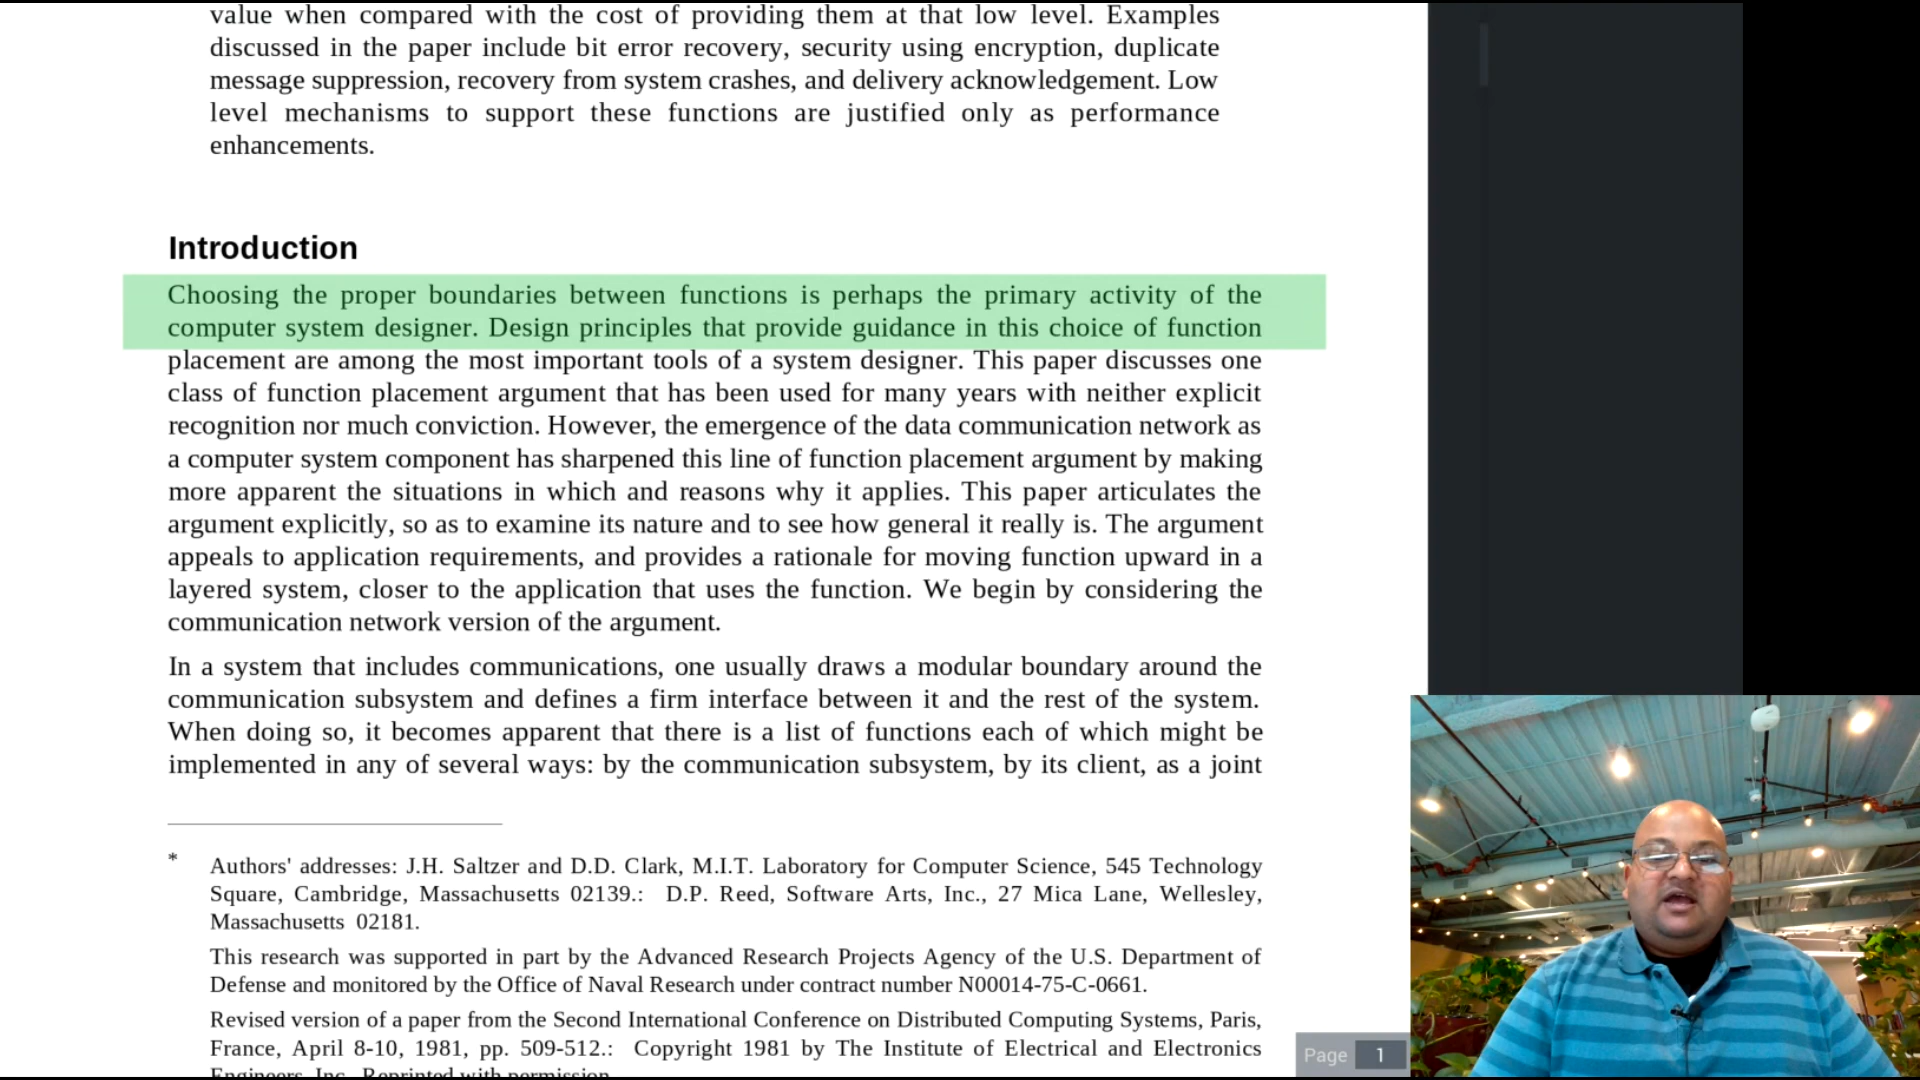 value when compared with the cost of providing them at that low level. Examples
discussed in the paper include bit error recovery, security using encryption, duplicate
message suppression, recovery from system crashes, and delivery acknowledgement. Low
level mechanisms to support these functions are justified only as performance
enhancements.
Introduction
Choosing the proper boundaries between functions is perhaps the primary activity of the
computer system designer. Design principles that provide guidance in this choice of function
placement are among the most important tools of a system designer. This paper discusses one
class of function placement argument that has been used for many years with neither explicit
recognition nor much conviction. However, the emergence of the data communication network as
a computer system component has sharpened this line of function placement argument by making
more apparent the situations in which and reasons why it applies. This paper articulates the
argument explicitly, so as to examine its nature and to see how general it really is. The argument
appeals to application requirements, and provides a rationale for moving function upward in a
layered system, closer to the application that uses the function. We begin by considering the
communication network version of the argument.
In a system that includes communications, one usually draws a modular boundary around the
communication subsystem and defines a firm interface between it and the rest of the system.
When doing so, it becomes apparent that there is a list of functions each of which might be
implemented in any of several ways: by the communication subsystem, by its client, as a joint
* Authors' addresses: J.H. Saltzer and D.D. Clark, M.I.T. Laboratory for Computer Science, 545 Technology
Square, Cambridge, Massachusetts 02139.: D.P. Reed, Software Arts, Inc., 27 Mica Lane, Wellesley,
Massachusetts 02181.
This research was supported in part by the Advanced Research Projects Agency of the U.S. Department of
Defense and monitored by the Office of Naval Research under contract number N00014-75-C-0661.
Revised version of a paper from the Second International Conference on Distributed Computing Systems, Paris,
France, April 8-10, 1981, pp. 509-512.: Copyright 1981 by The Institute of Electrical and Electronics
Engineers, Inc. Reprinted with permission.
Page 1